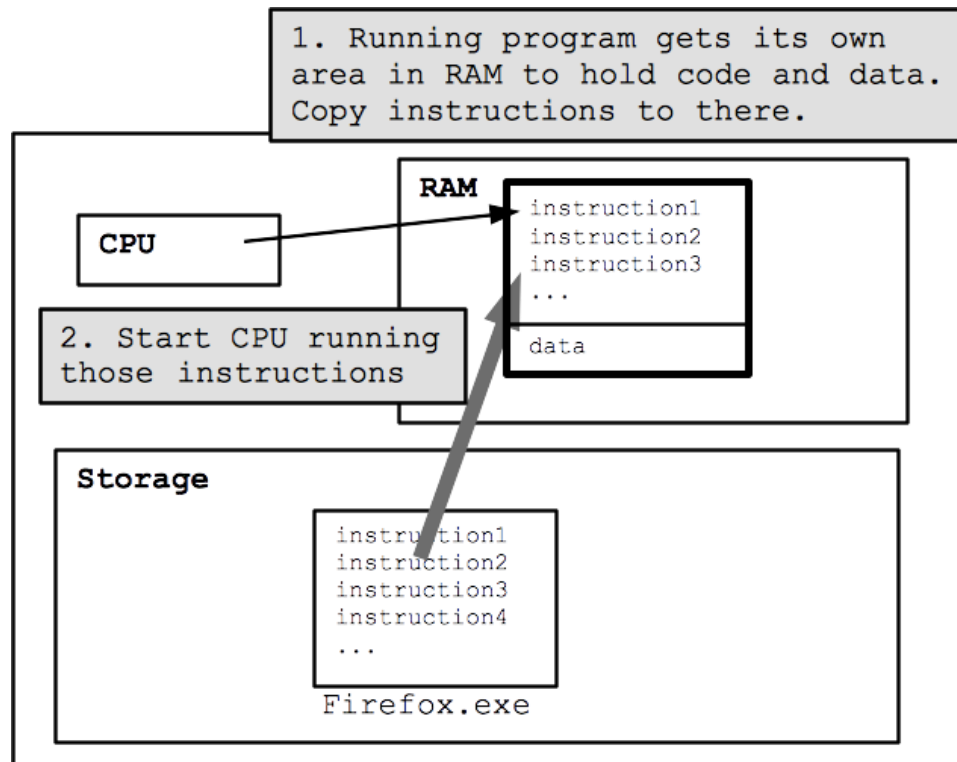 1. Running program gets its own
area in RAM to hold code and data.
Copy instructions to there.
RAM
instruction1
instruction2
instruction3
...
data
CPU
2. Start CPU running
those instructions
Storage
instruction1
instruction2
instruction3
instruction4
...
Firefox.exe